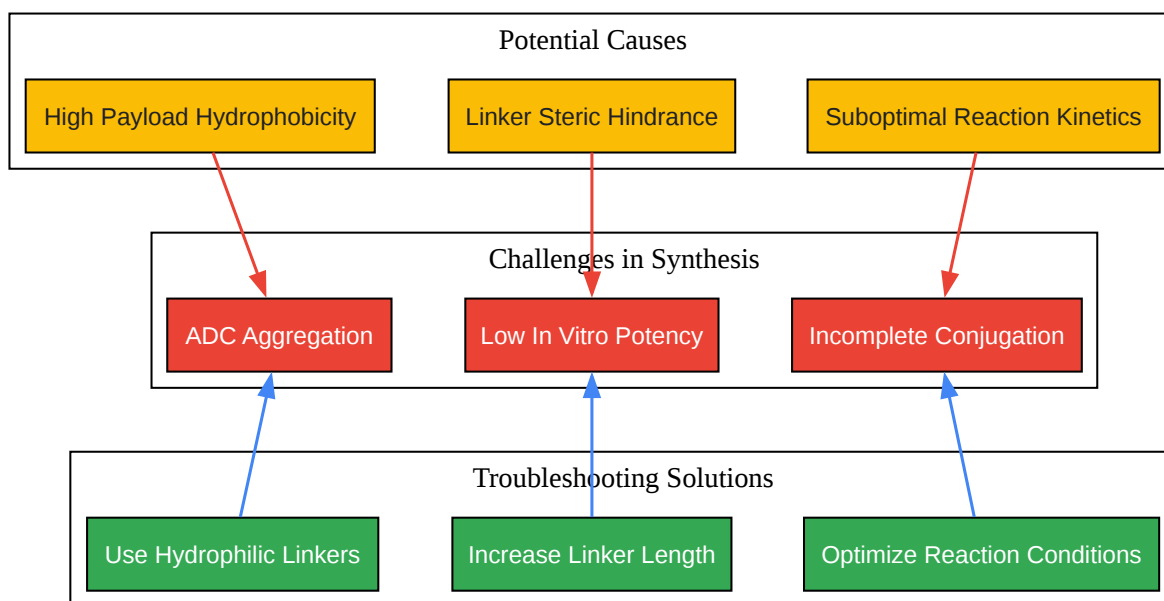 Potential Causes
High Payload Hydrophobicity
Linker Steric Hindrance
Suboptimal Reaction Kinetics
Challenges in Synthesis
ADC Aggregation
Low In Vitro Potency
Incomplete Conjugation
Troubleshooting Solutions
Use Hydrophilic Linkers
Increase Linker Length
Optimize Reaction Conditions